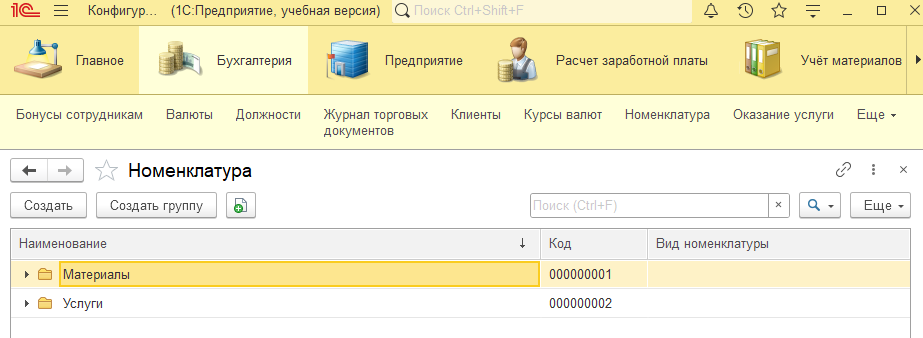 1С Конфигур... (1С:Предприятие, учебная версия) Поиск Ctrl+Shift+F
Главное Бухгалтерия Предприятие Расчет заработной платы Учёт материалов
Бонусы сотрудникам Валюты Должности Журнал торговых документов Клиенты Курсы валют Номенклатура Оказание услуги Еще
Номенклатура
Создать Создать группу Поиск (Ctrl+F) × Еще
Наименование ↓ Код Вид номенклатуры
Материалы 000000001
Услуги 000000002